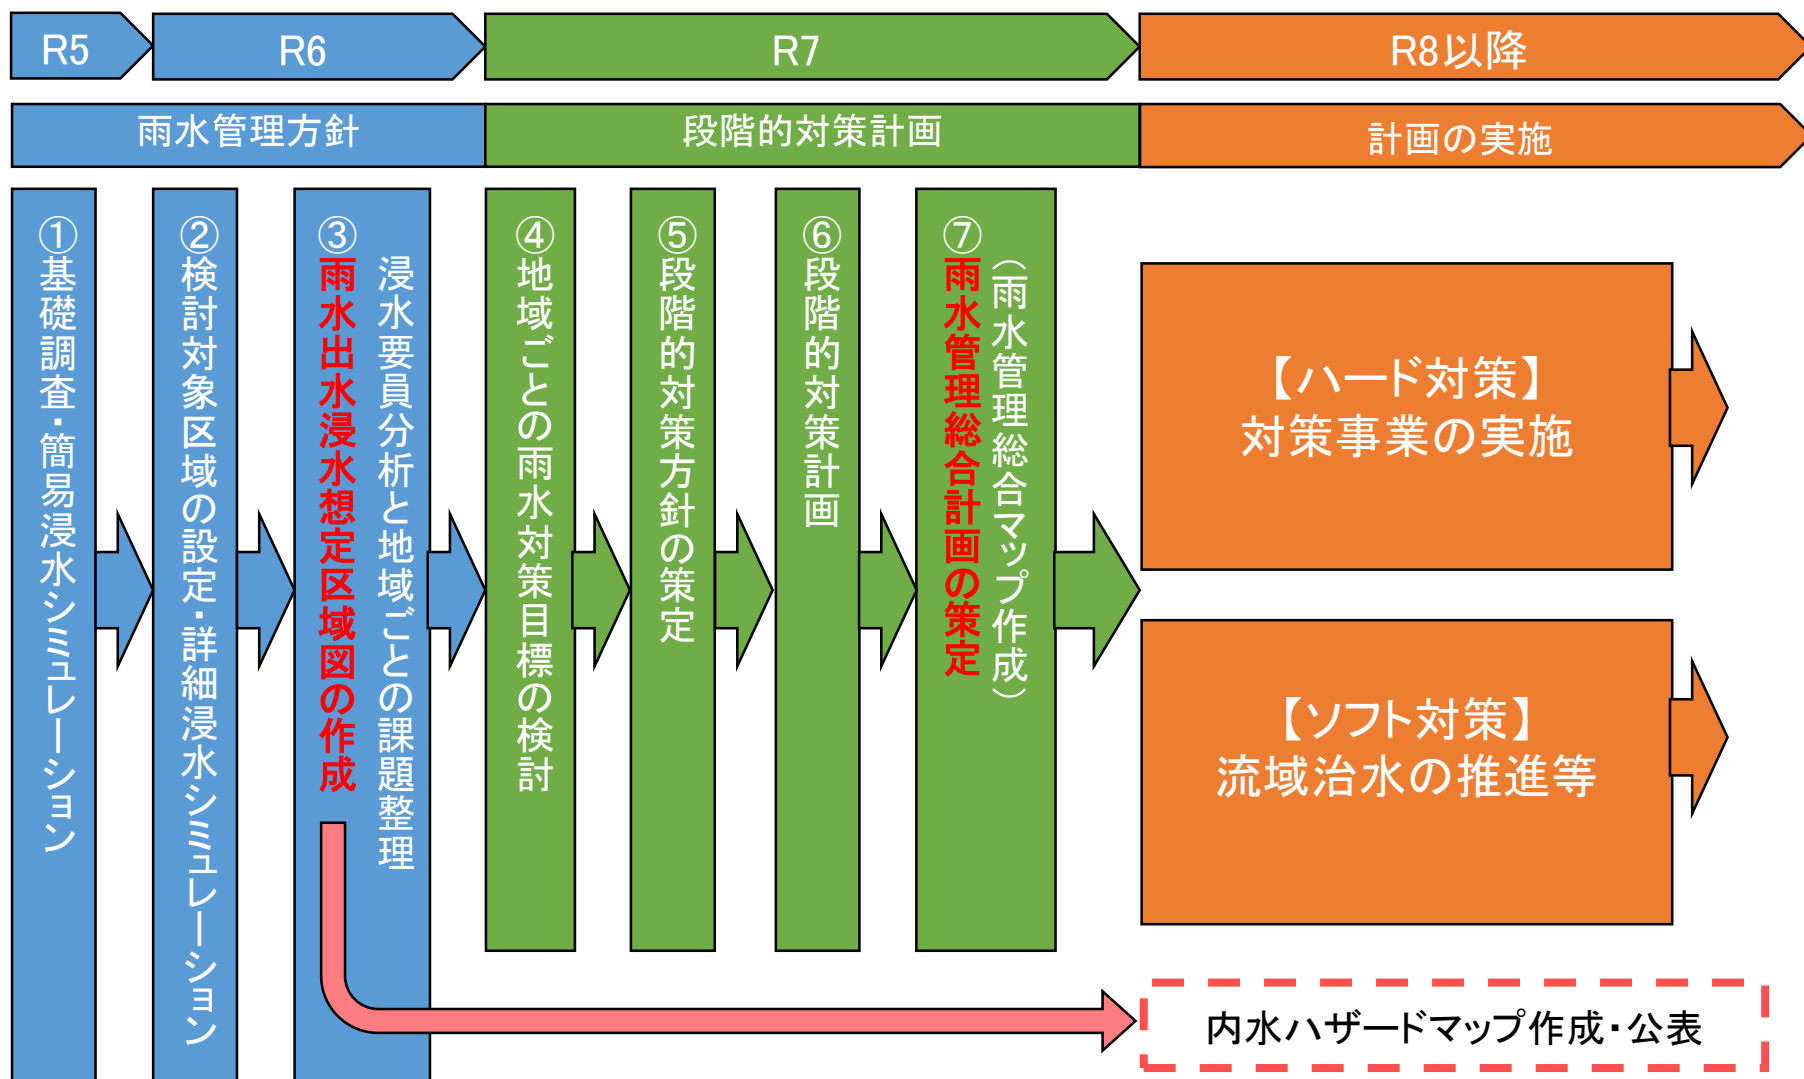 R5
R6
R7
R8以降
雨水管理方針
段階的対策計画
計画の実施
①基礎調査・簡易浸水シミュレーション
②検討対象区域の設定・詳細浸水シミュレーション
③雨水出水浸水想定区域図の作成
浸水要員分析と地域ごとの課題整理
④地域ごとの雨水対策目標の検討
⑤段階的対策方針の策定
⑥段階的対策計画
⑦雨水管理総合計画の策定
（雨水管理総合マップ作成）
【ハード対策】
対策事業の実施
【ソフト対策】
流域治水の推進等
内水ハザードマップ作成・公表